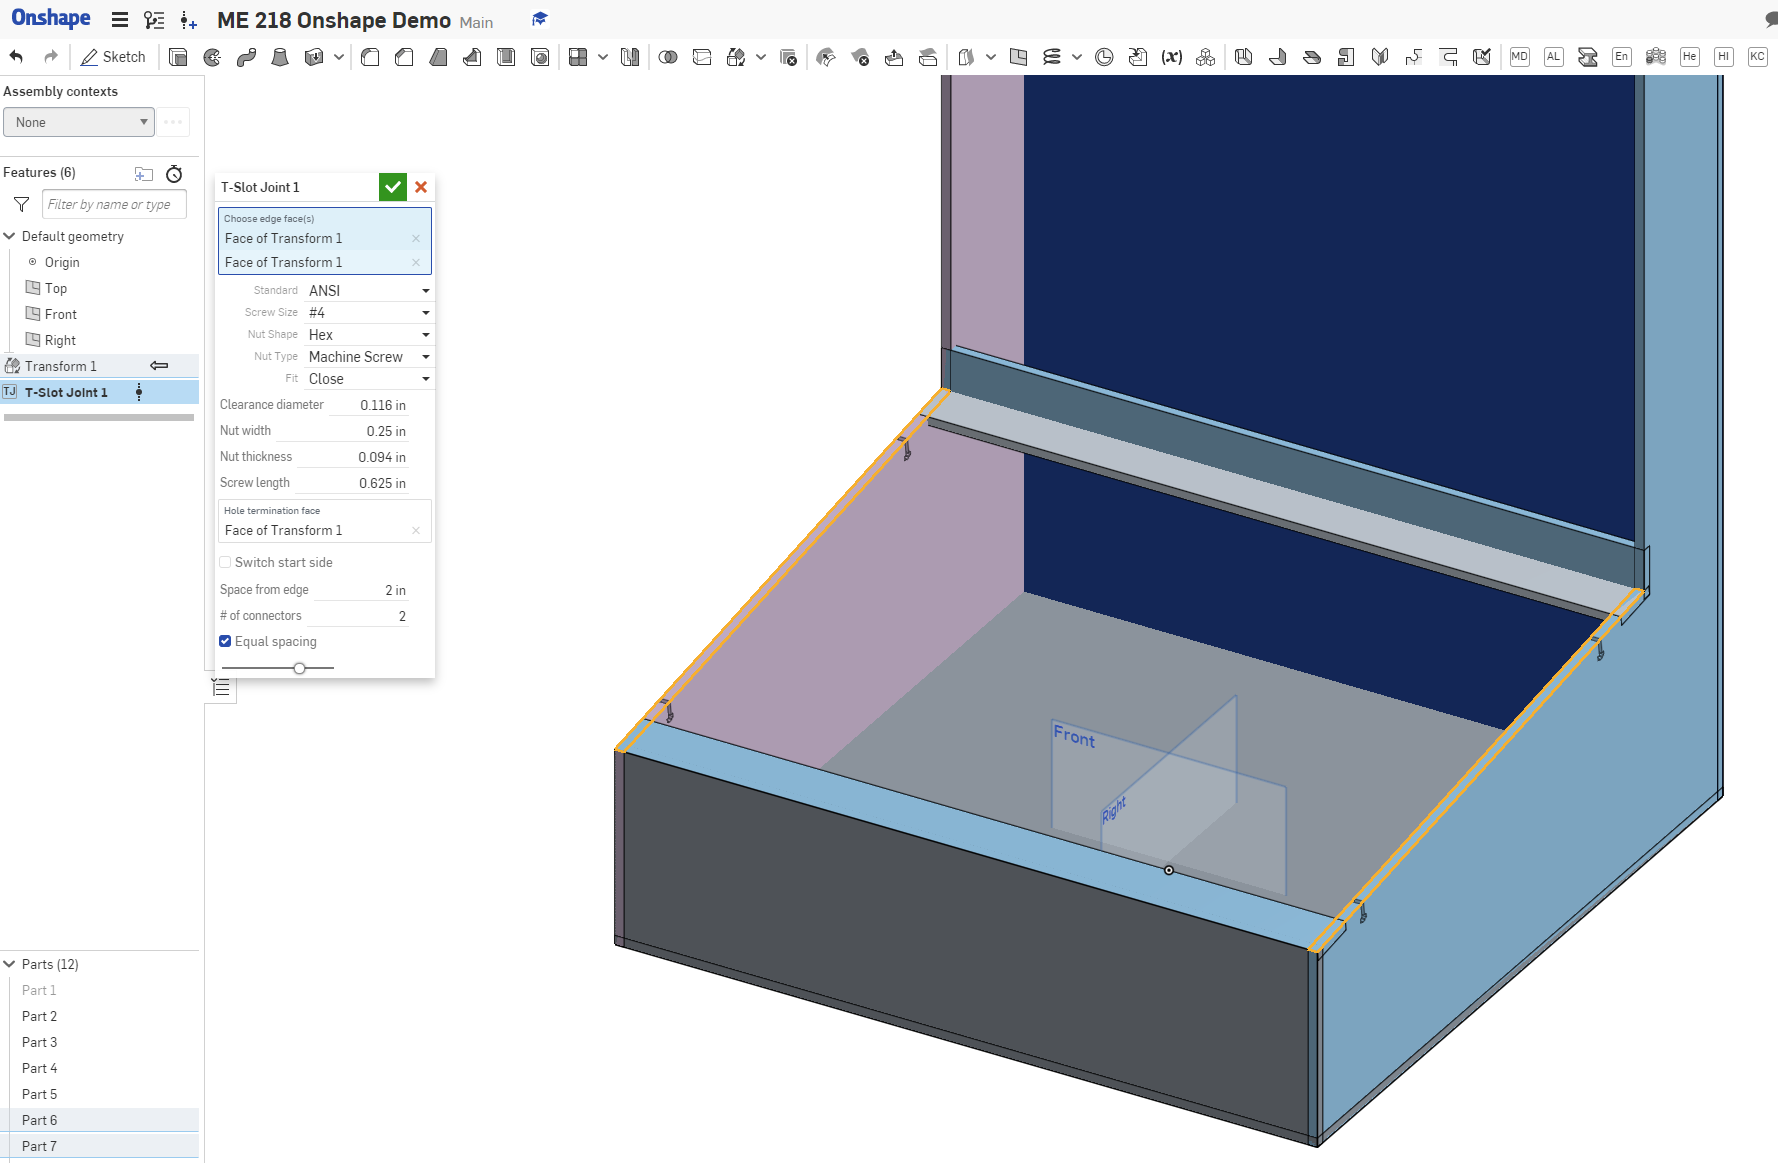 Onshape
ME 218 Onshape Demo Main
Sketch
MD AL En He HI KC
Assembly contexts
None
Features (6)
Filter by name or type
Default geometry
Origin
Top
Front
Right
Transform 1
TJ T-Slot Joint 1
T-Slot Joint 1
Choose edge face(s)
Face of Transform 1
Face of Transform 1
Standard ANSI
Screw Size #4
Nut Shape Hex
Nut Type Machine Screw
Fit Close
Clearance diameter 0.116 in
Nut width 0.25 in
Nut thickness 0.094 in
Screw length 0.625 in
Hole termination face
Face of Transform 1
Switch start side
Space from edge 2 in
# of connectors 2
Equal spacing
Front
Right
Parts (12)
Part 1
Part 2
Part 3
Part 4
Part 5
Part 6
Part 7